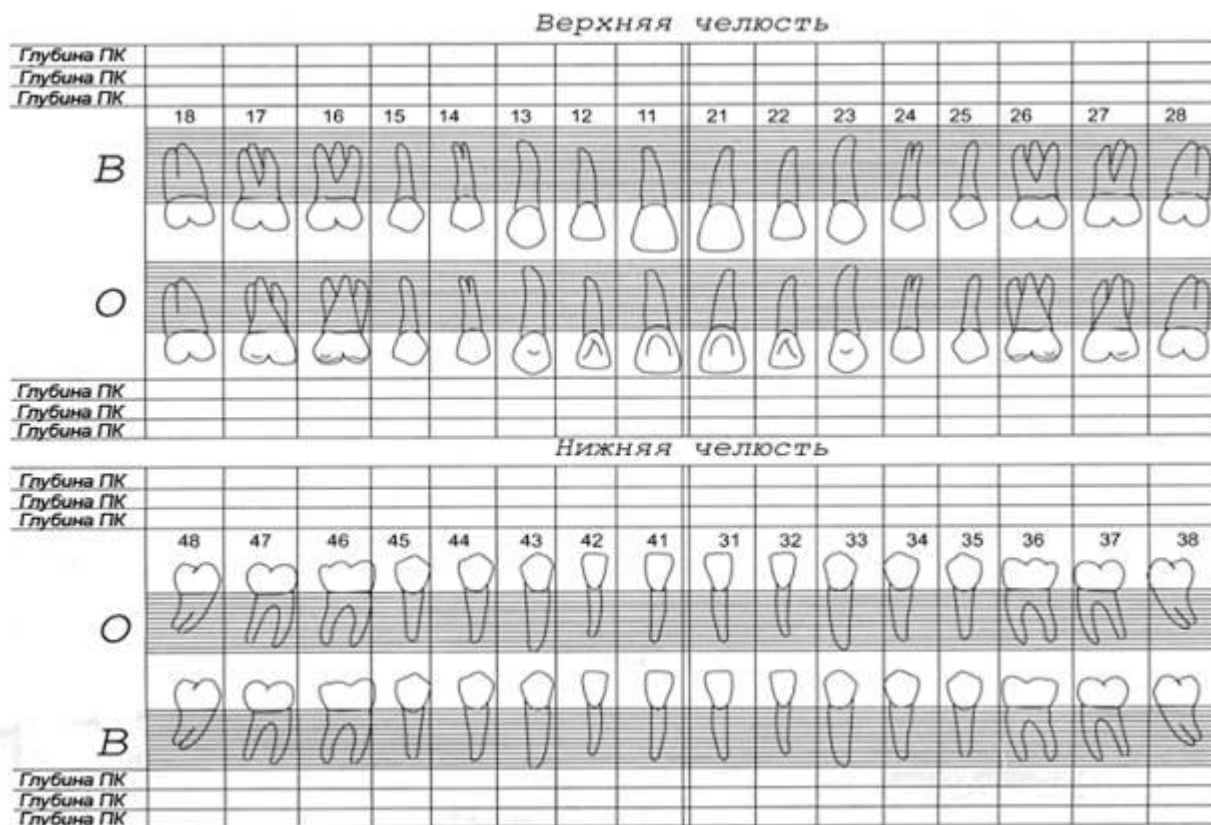 Верхняя челюсть
Глубина ПК
Глубина ПК
Глубина ПК
18 17 16 15 14 13 12 11 21 22 23 24 25 26 27 28
В
О
Глубина ПК
Глубина ПК
Глубина ПК
Нижняя челюсть
Глубина ПК
Глубина ПК
Глубина ПК
48 47 46 45 44 43 42 41 31 32 33 34 35 36 37 38
О
В
Глубина ПК
Глубина ПК
Глубина ПК